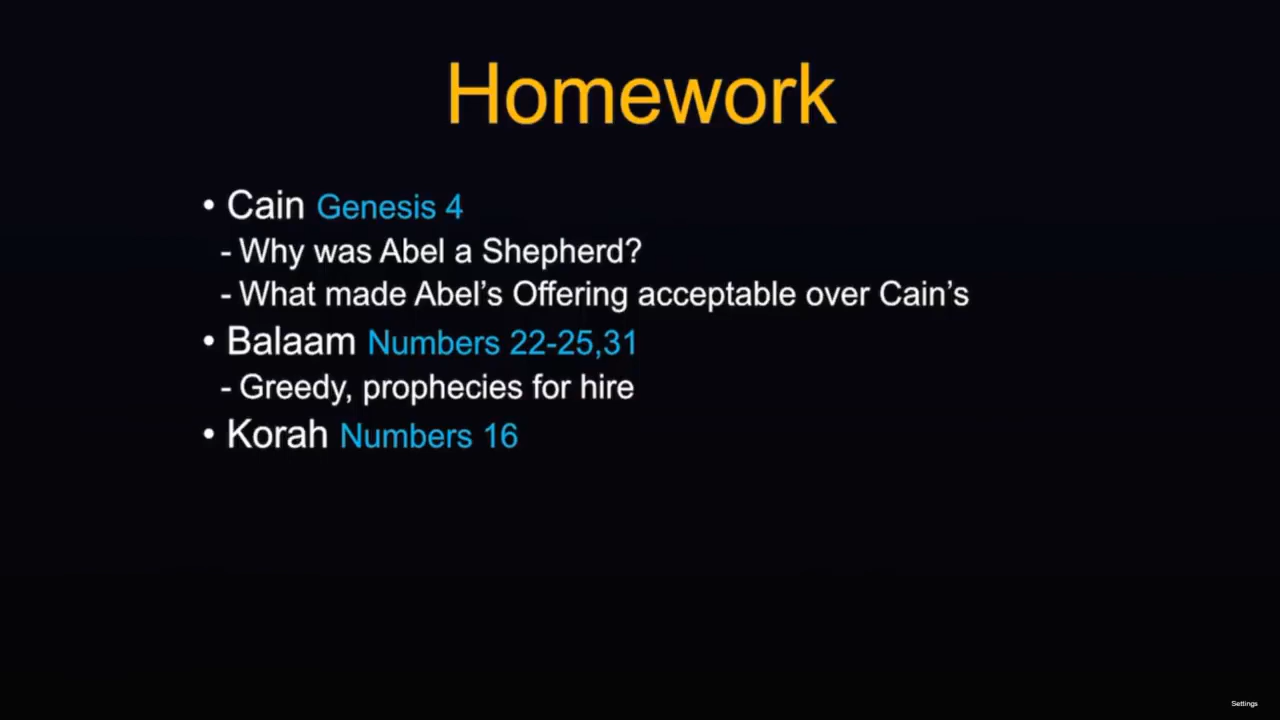 Homework
• Cain Genesis 4
- Why was Abel a Shepherd?
- What made Abel’s Offering acceptable over Cain’s
• Balaam Numbers 22-25,31
- Greedy, prophecies for hire
• Korah Numbers 16
Settings